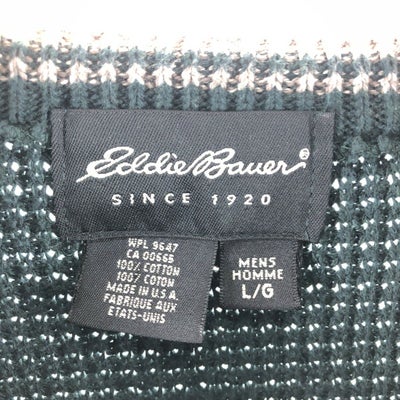 Eddie Bauer®
SINCE 1920
WPL 9647
CA 00665
100% COTTON
100% COTON
MADE IN U.S.A.
FABRIQUE AUX
ETATS-UNIS
MENS
HOMME
L/G